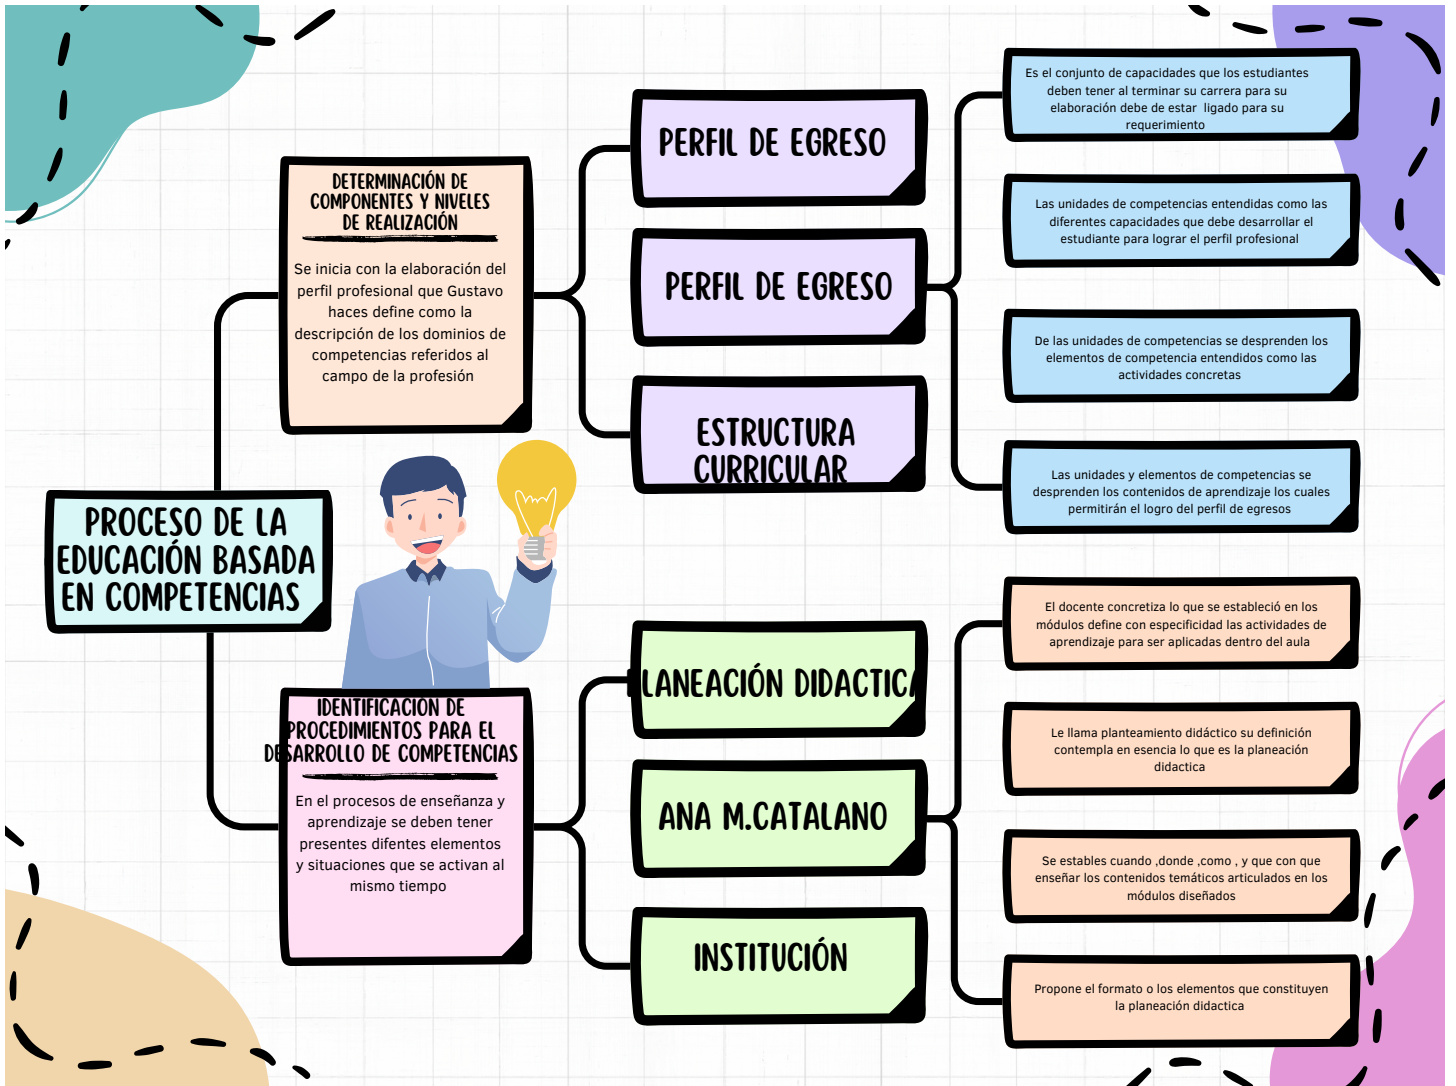 PROCESO DE LA
EDUCACIÓN BASADA
EN COMPETENCIAS
DETERMINACIÓN DE
COMPONENTES Y NIVELES
DE REALIZACIÓN
Se inicia con la elaboración del
perfil profesional que Gustavo
haces define como la
descripción de los dominios de
competencias referidos al
campo de la profesión
PERFIL DE EGRESO
PERFIL DE EGRESO
ESTRUCTURA
CURRICULAR
Es el conjunto de capacidades que los estudiantes
deben tener al terminar su carrera para su
elaboración debe de estar ligado para su
requerimiento
Las unidades de competencias entendidas como las
diferentes capacidades que debe desarrollar el
estudiante para lograr el perfil profesional
De las unidades de competencias se desprenden los
elementos de competencia entendidos como las
actividades concretas
Las unidades y elementos de competencias se
desprenden los contenidos de aprendizaje los cuales
permitirán el logro del perfil de egresos
IDENTIFICACIÓN DE
PROCEDIMIENTOS PARA EL
DESARROLLO DE COMPETENCIAS
En el procesos de enseñanza y
aprendizaje se deben tener
presentes difentes elementos
y situaciones que se activan al
mismo tiempo
PLANEACIÓN DIDACTICA
ANA M.CATALANO
INSTITUCIÓN
El docente concretiza lo que se estableció en los
módulos define con especificidad las actividades de
aprendizaje para ser aplicadas dentro del aula
Le llama planteamiento didáctico su definición
contempla en esencia lo que es la planeación
didactica
Se estables cuando ,donde ,como , y que con que
enseñar los contenidos temáticos articulados en los
módulos diseñados
Propone el formato o los elementos que constituyen
la planeación didactica